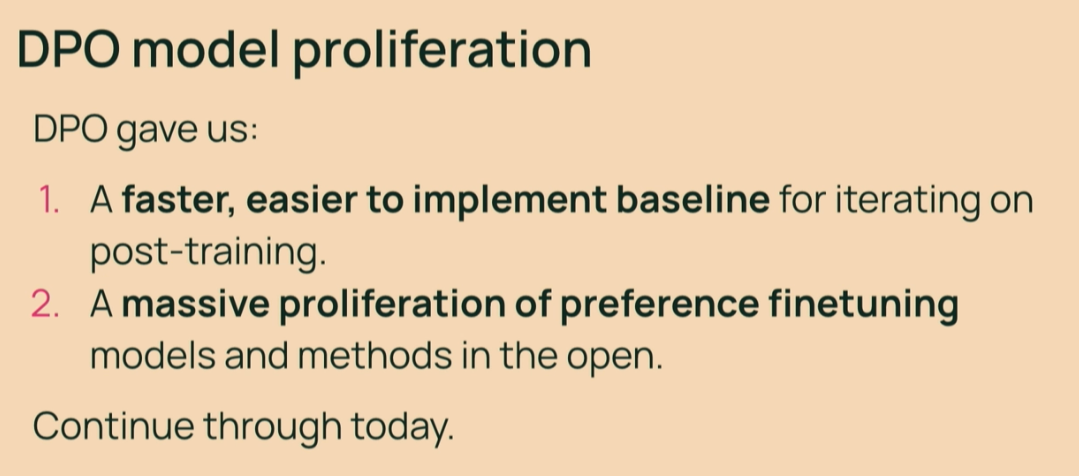 DPO model proliferation
DPO gave us:
1. A faster, easier to implement baseline for iterating on
post-training.
2. A massive proliferation of preference finetuning
models and methods in the open.
Continue through today.